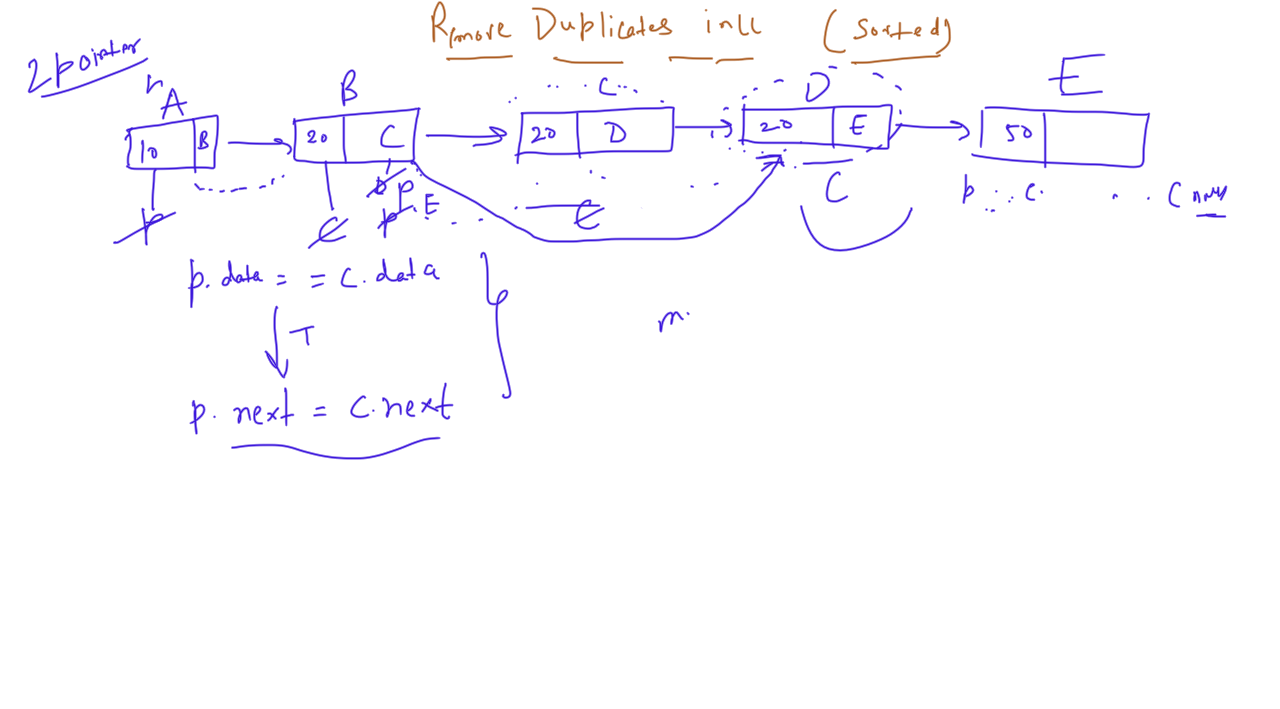 Remove Duplicates in LL (Sorted)
2 pointer
A B C D E
10 B 20 C 20 D 20 E 50
p c p E c C p c C null
p.data == c.data
T
m.
p.next = c.next